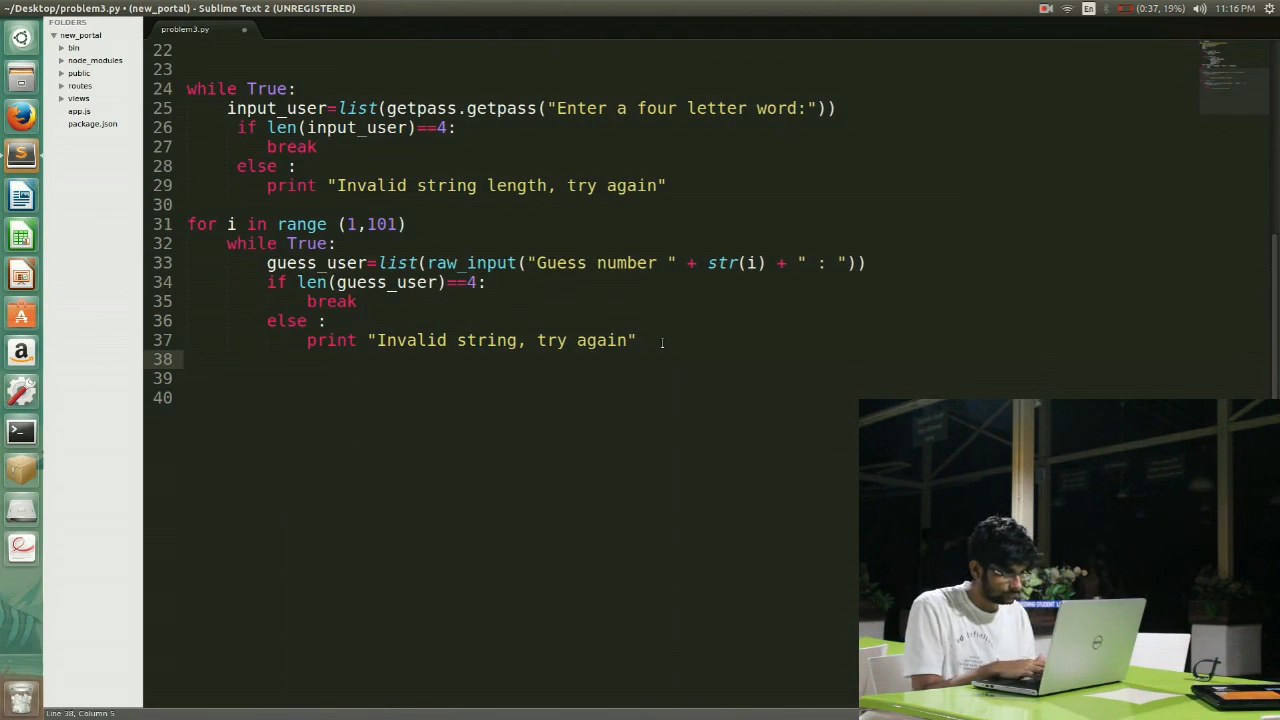 ~/Desktop/problem3.py • (new_portal) - Sublime Text 2 (UNREGISTERED)
En
(0:37, 19%)
11:16 PM
FOLDERS
new_portal
bin
node_modules
public
routes
views
app.js
package.json
problem3.py
22
23
24 while True:
25     input_user=list(getpass.getpass("Enter a four letter word:"))
26      if len(input_user)==4:
27         break
28      else :
29         print "Invalid string length, try again"
30
31 for i in range (1,101)
32     while True:
33         guess_user=list(raw_input("Guess number " + str(i) + " : "))
34         if len(guess_user)==4:
35             break
36         else :
37             print "Invalid string, try again"
38
39
40
Line 38, Column 5